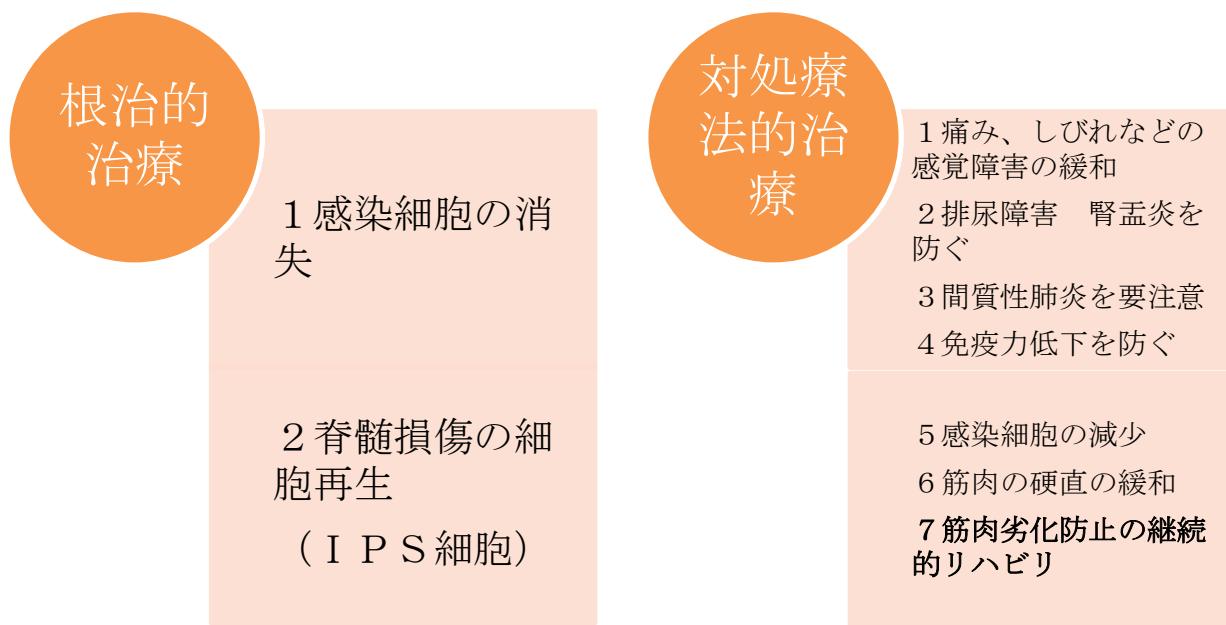 根治的
治療
１感染細胞の消
失
２脊髄損傷の細
胞再生
（ＩＰＳ細胞）
対処療
法的治
療
１痛み、しびれなどの
感覚障害の緩和
２排尿障害　腎盂炎を
防ぐ
３間質性肺炎を要注意
４免疫力低下を防ぐ
５感染細胞の減少
６筋肉の硬直の緩和
７筋肉劣化防止の継続
的リハビリ